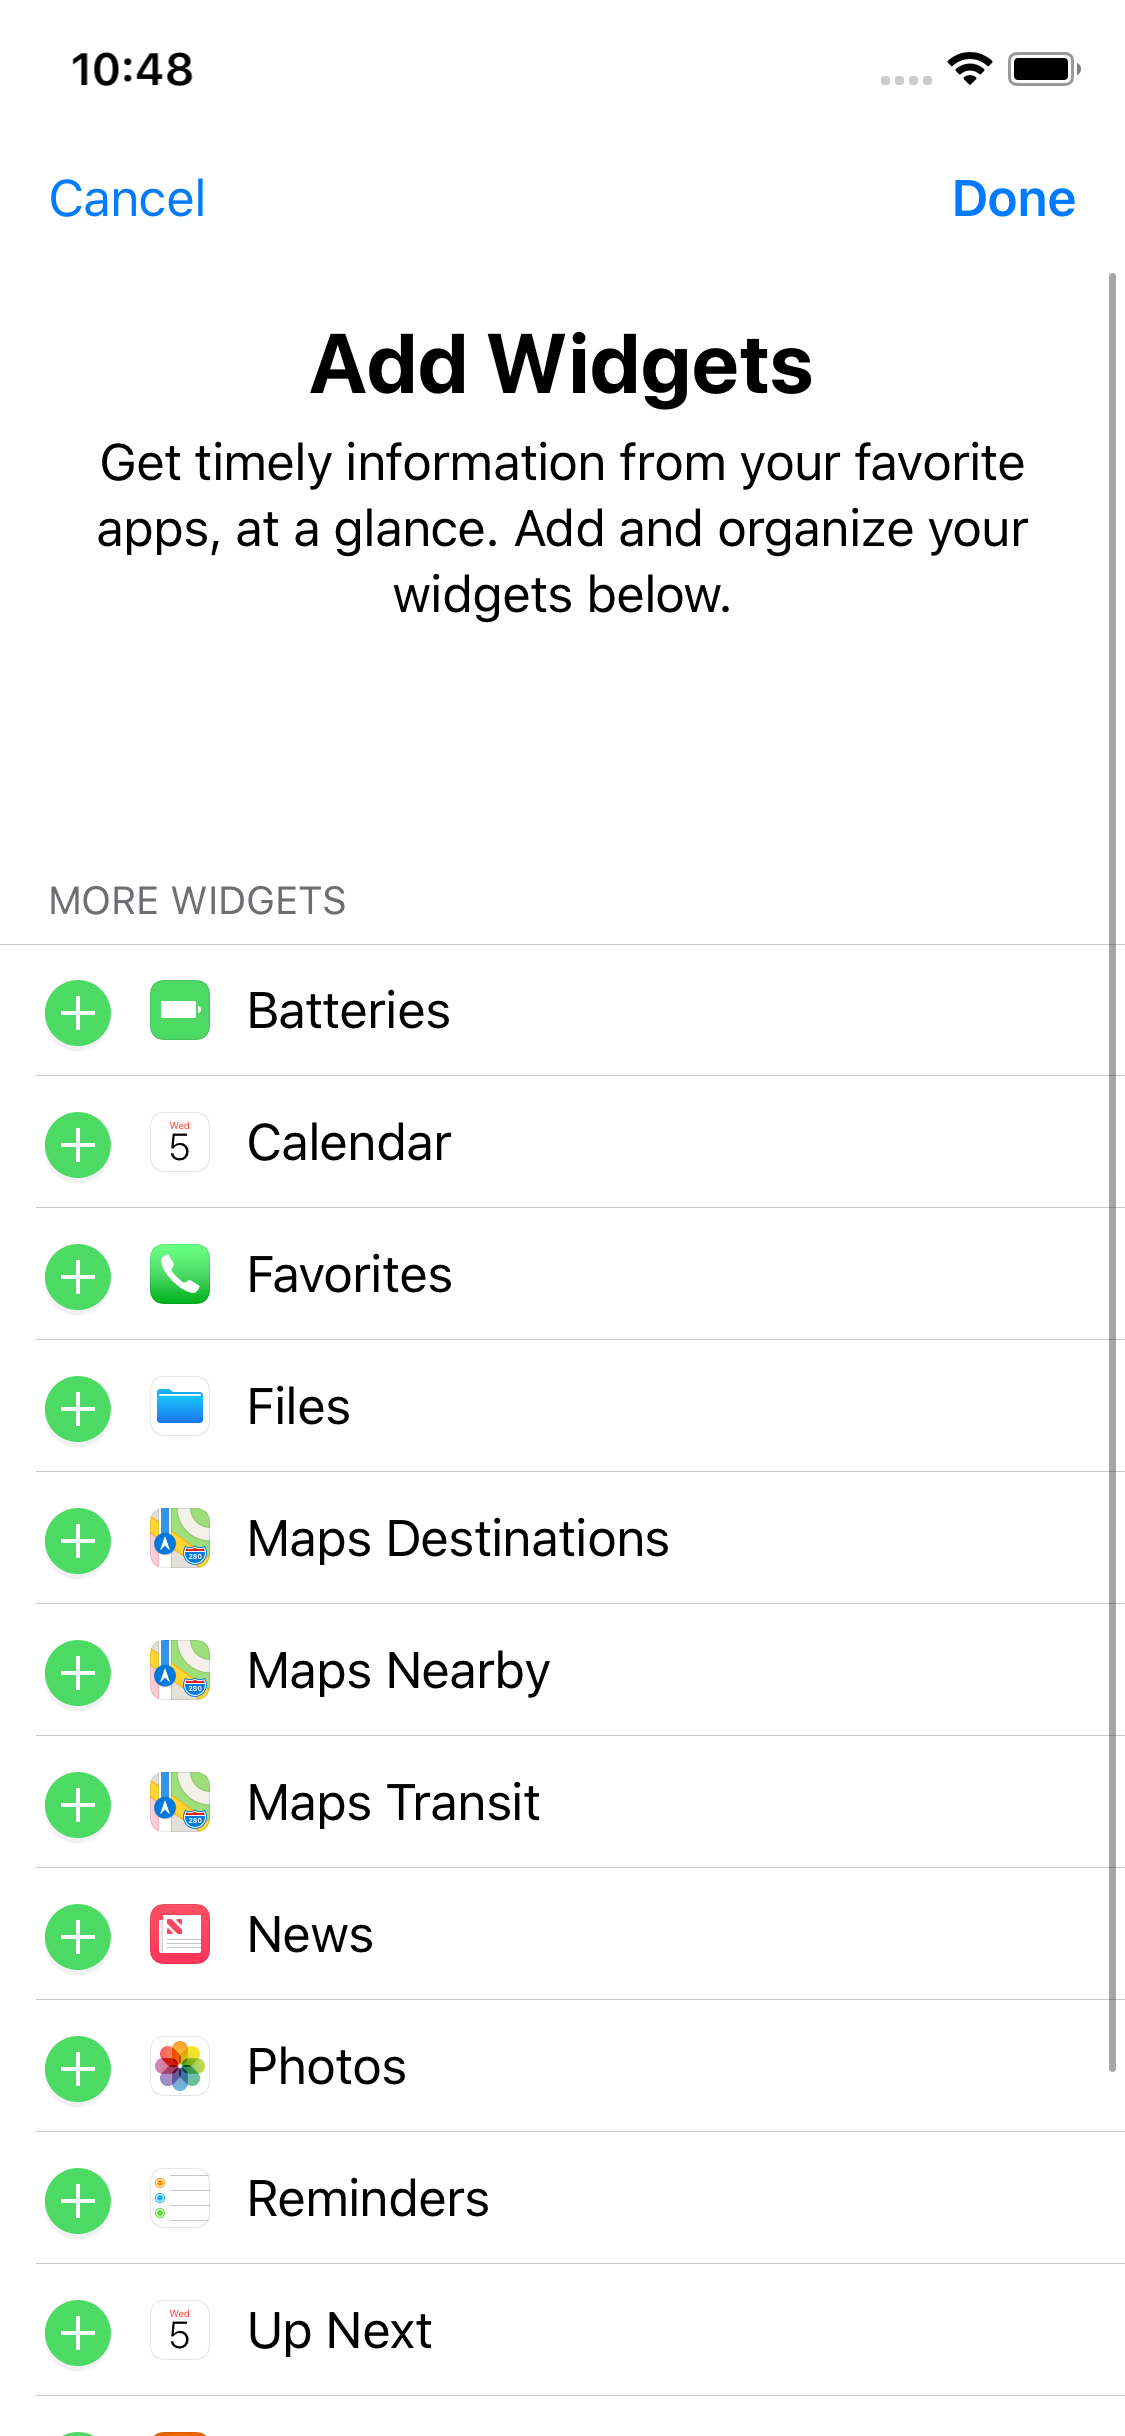 10:48
Cancel
Done
Add Widgets
Get timely information from your favorite
apps, at a glance. Add and organize your
widgets below.
MORE WIDGETS
Batteries
Wed
5
Calendar
Favorites
Files
280
Maps Destinations
280
Maps Nearby
280
Maps Transit
News
Photos
Reminders
Wed
5
Up Next